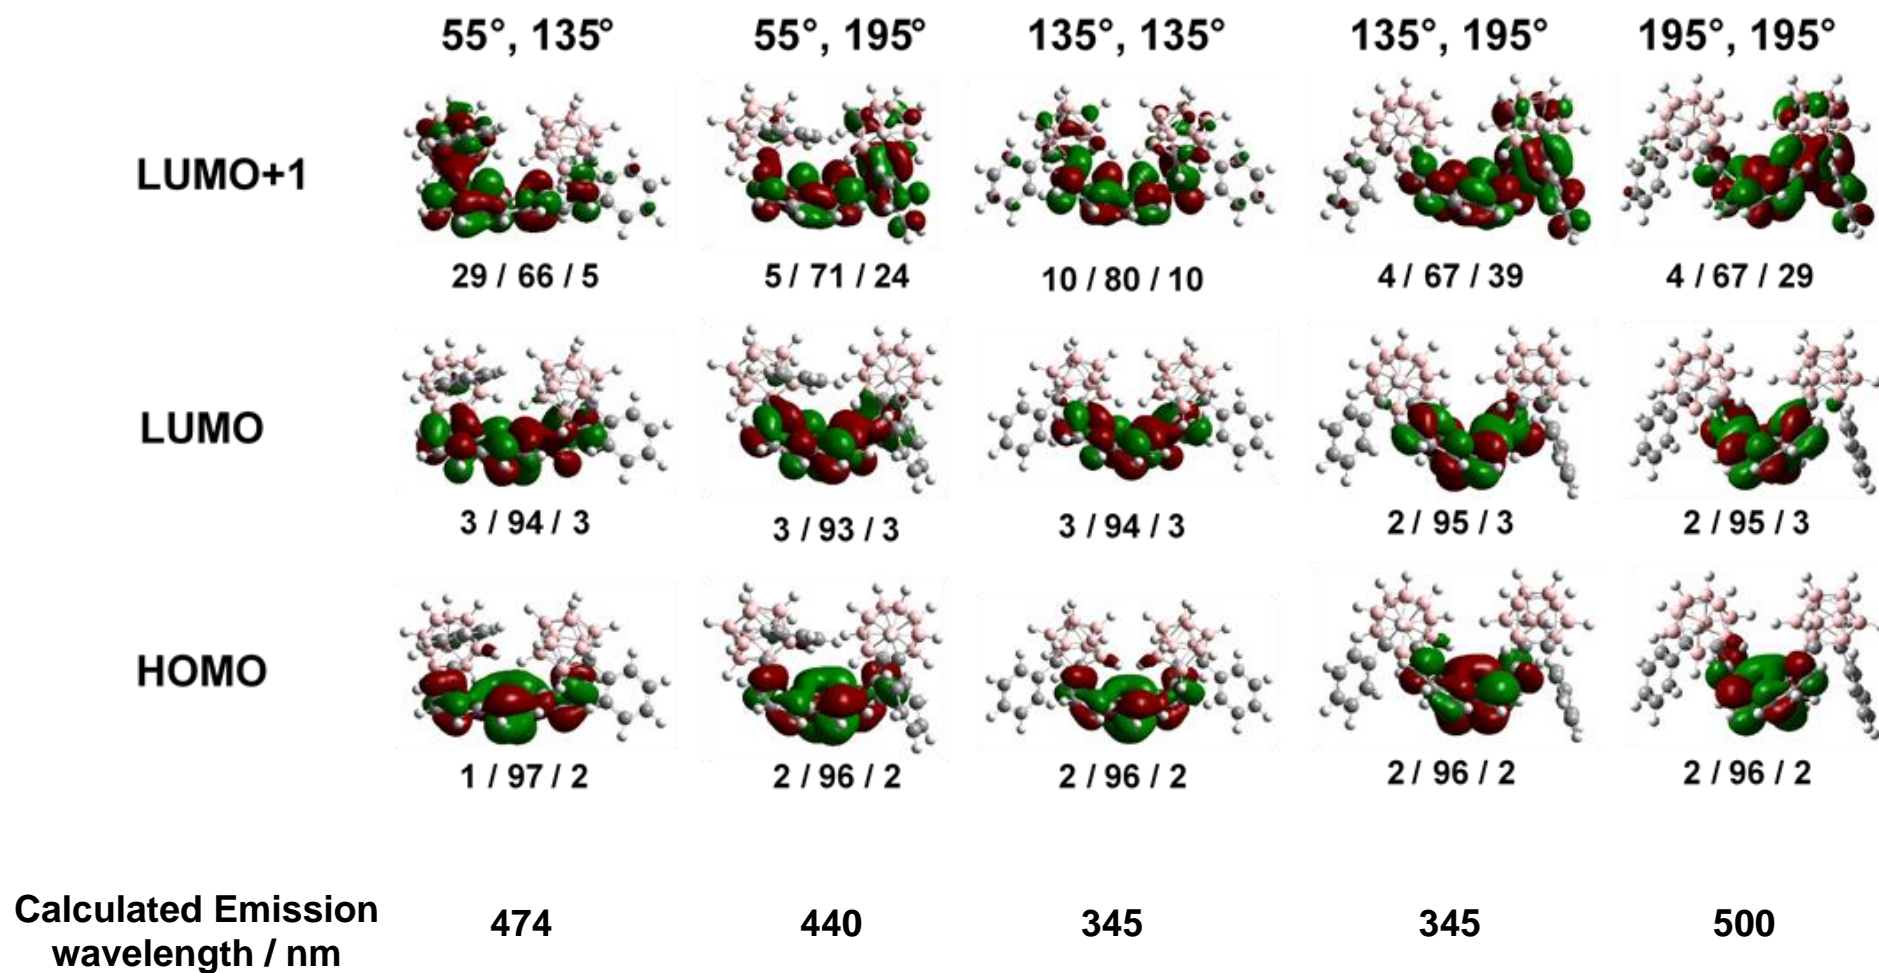 55°, 135° 55°, 195° 135°, 135° 135°, 195° 195°, 195°
LUMO+1
29 / 66 / 5 5 / 71 / 24 10 / 80 / 10 4 / 67 / 39 4 / 67 / 29
LUMO
3 / 94 / 3 3 / 93 / 3 3 / 94 / 3 2 / 95 / 3 2 / 95 / 3
HOMO
1 / 97 / 2 2 / 96 / 2 2 / 96 / 2 2 / 96 / 2 2 / 96 / 2
Calculated Emission
wavelength / nm
474 440 345 345 500